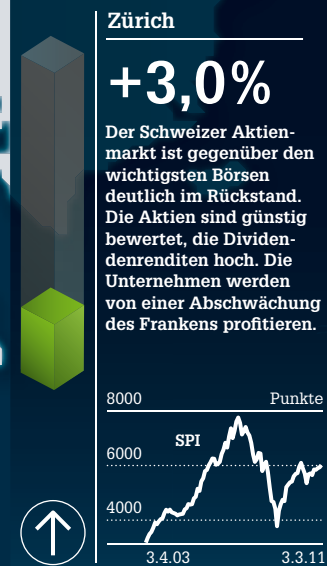 Zürich
+3,0%
Der Schweizer Aktien-
markt ist gegenüber den
wichtigsten Börsen
deutlich im Rückstand.
Die Aktien sind günstig
bewertet, die Dividen-
denrenditen hoch. Die
Unternehmen werden
von einer Abschwächung
des Frankens profitieren.
8000 Punkte
SPI
6000
4000
3.4.03 3.3.11